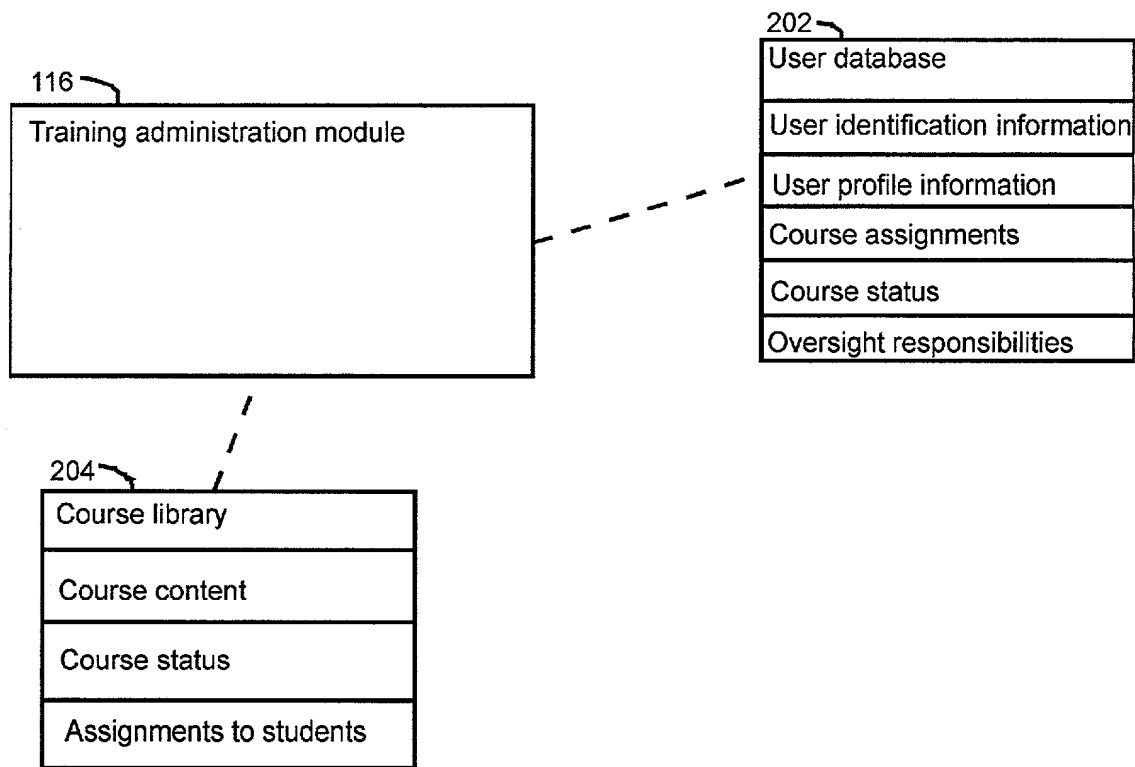 116
Training administration module
202
User database
User identification information
User profile information
Course assignments
Course status
Oversight responsibilities
204
Course library
Course content
Course status
Assignments to students